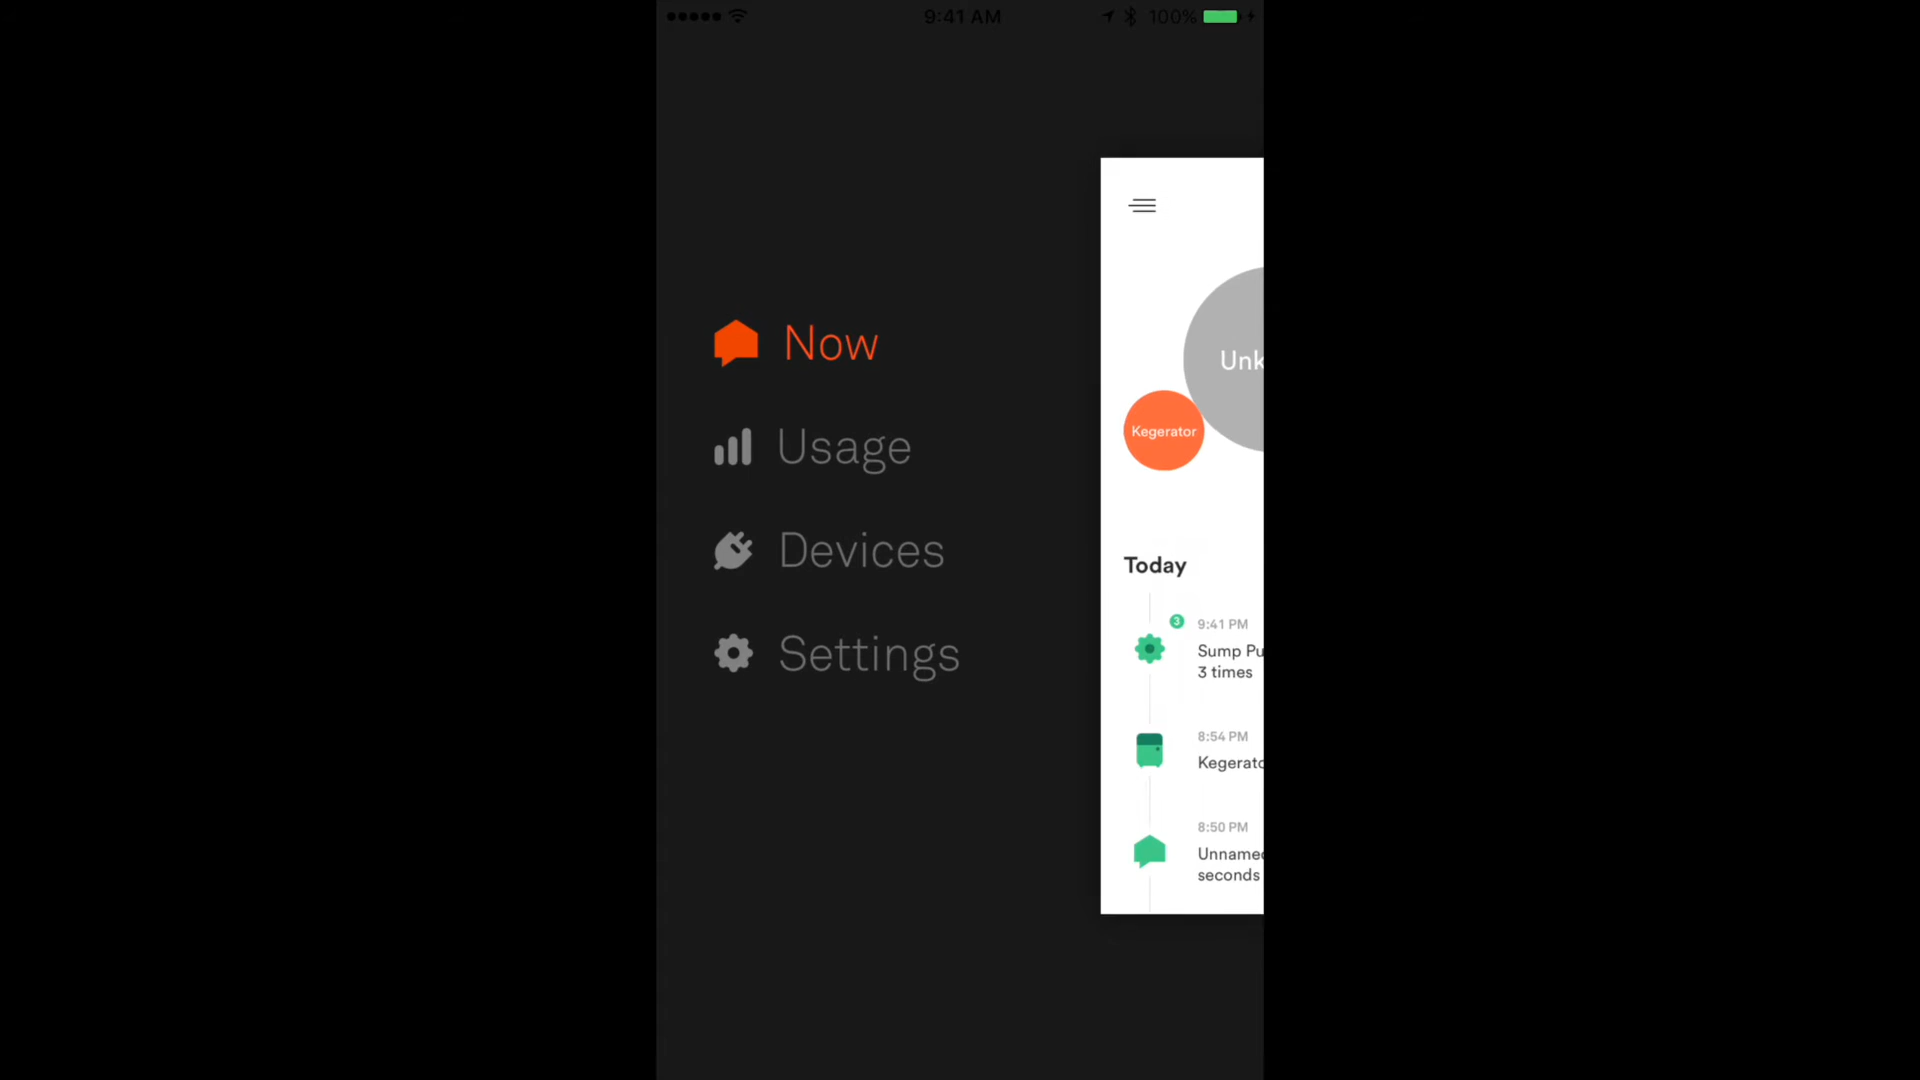 9:41 AM
100%
Now
Usage
Devices
Settings
Unk
Kegerator
Today
3
9:41 PM
Sump Pu
3 times
8:54 PM
Kegerato
8:50 PM
Unnamed
seconds